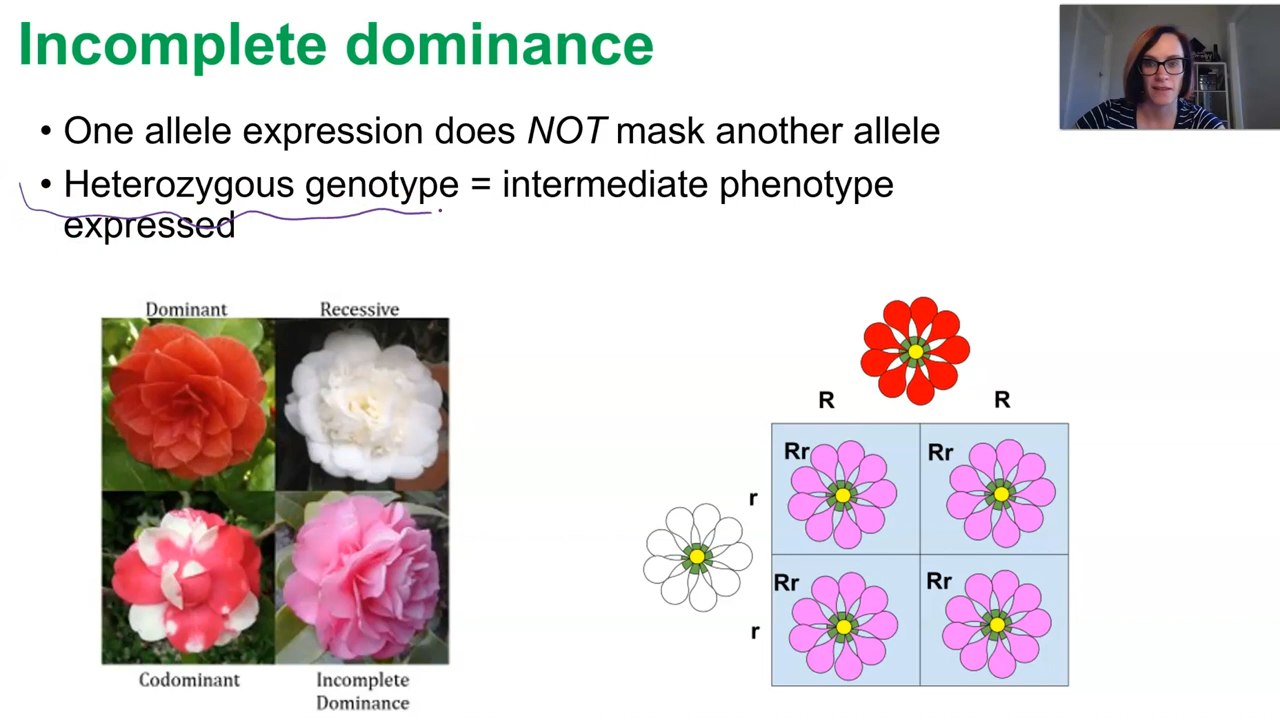 Incomplete dominance
• One allele expression does NOT mask another allele
• Heterozygous genotype = intermediate phenotype
expressed
Dominant
Recessive
Codominant
Incomplete
Dominance
R
R
r
Rr
Rr
r
Rr
Rr